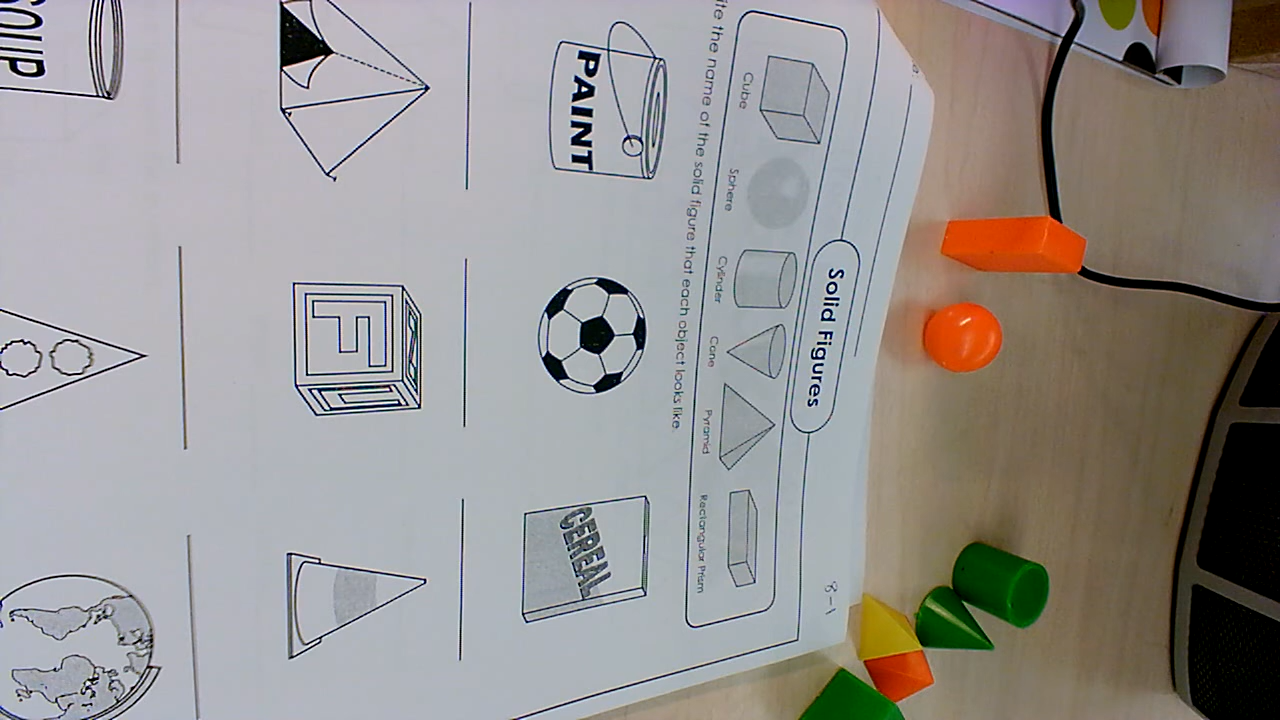 8-1
Solid Figures
Cube Sphere Cylinder Cone Pyramid Rectangular Prism
the name of the solid figure that each object looks like.
PAINT
CEREAL
F
SOUP